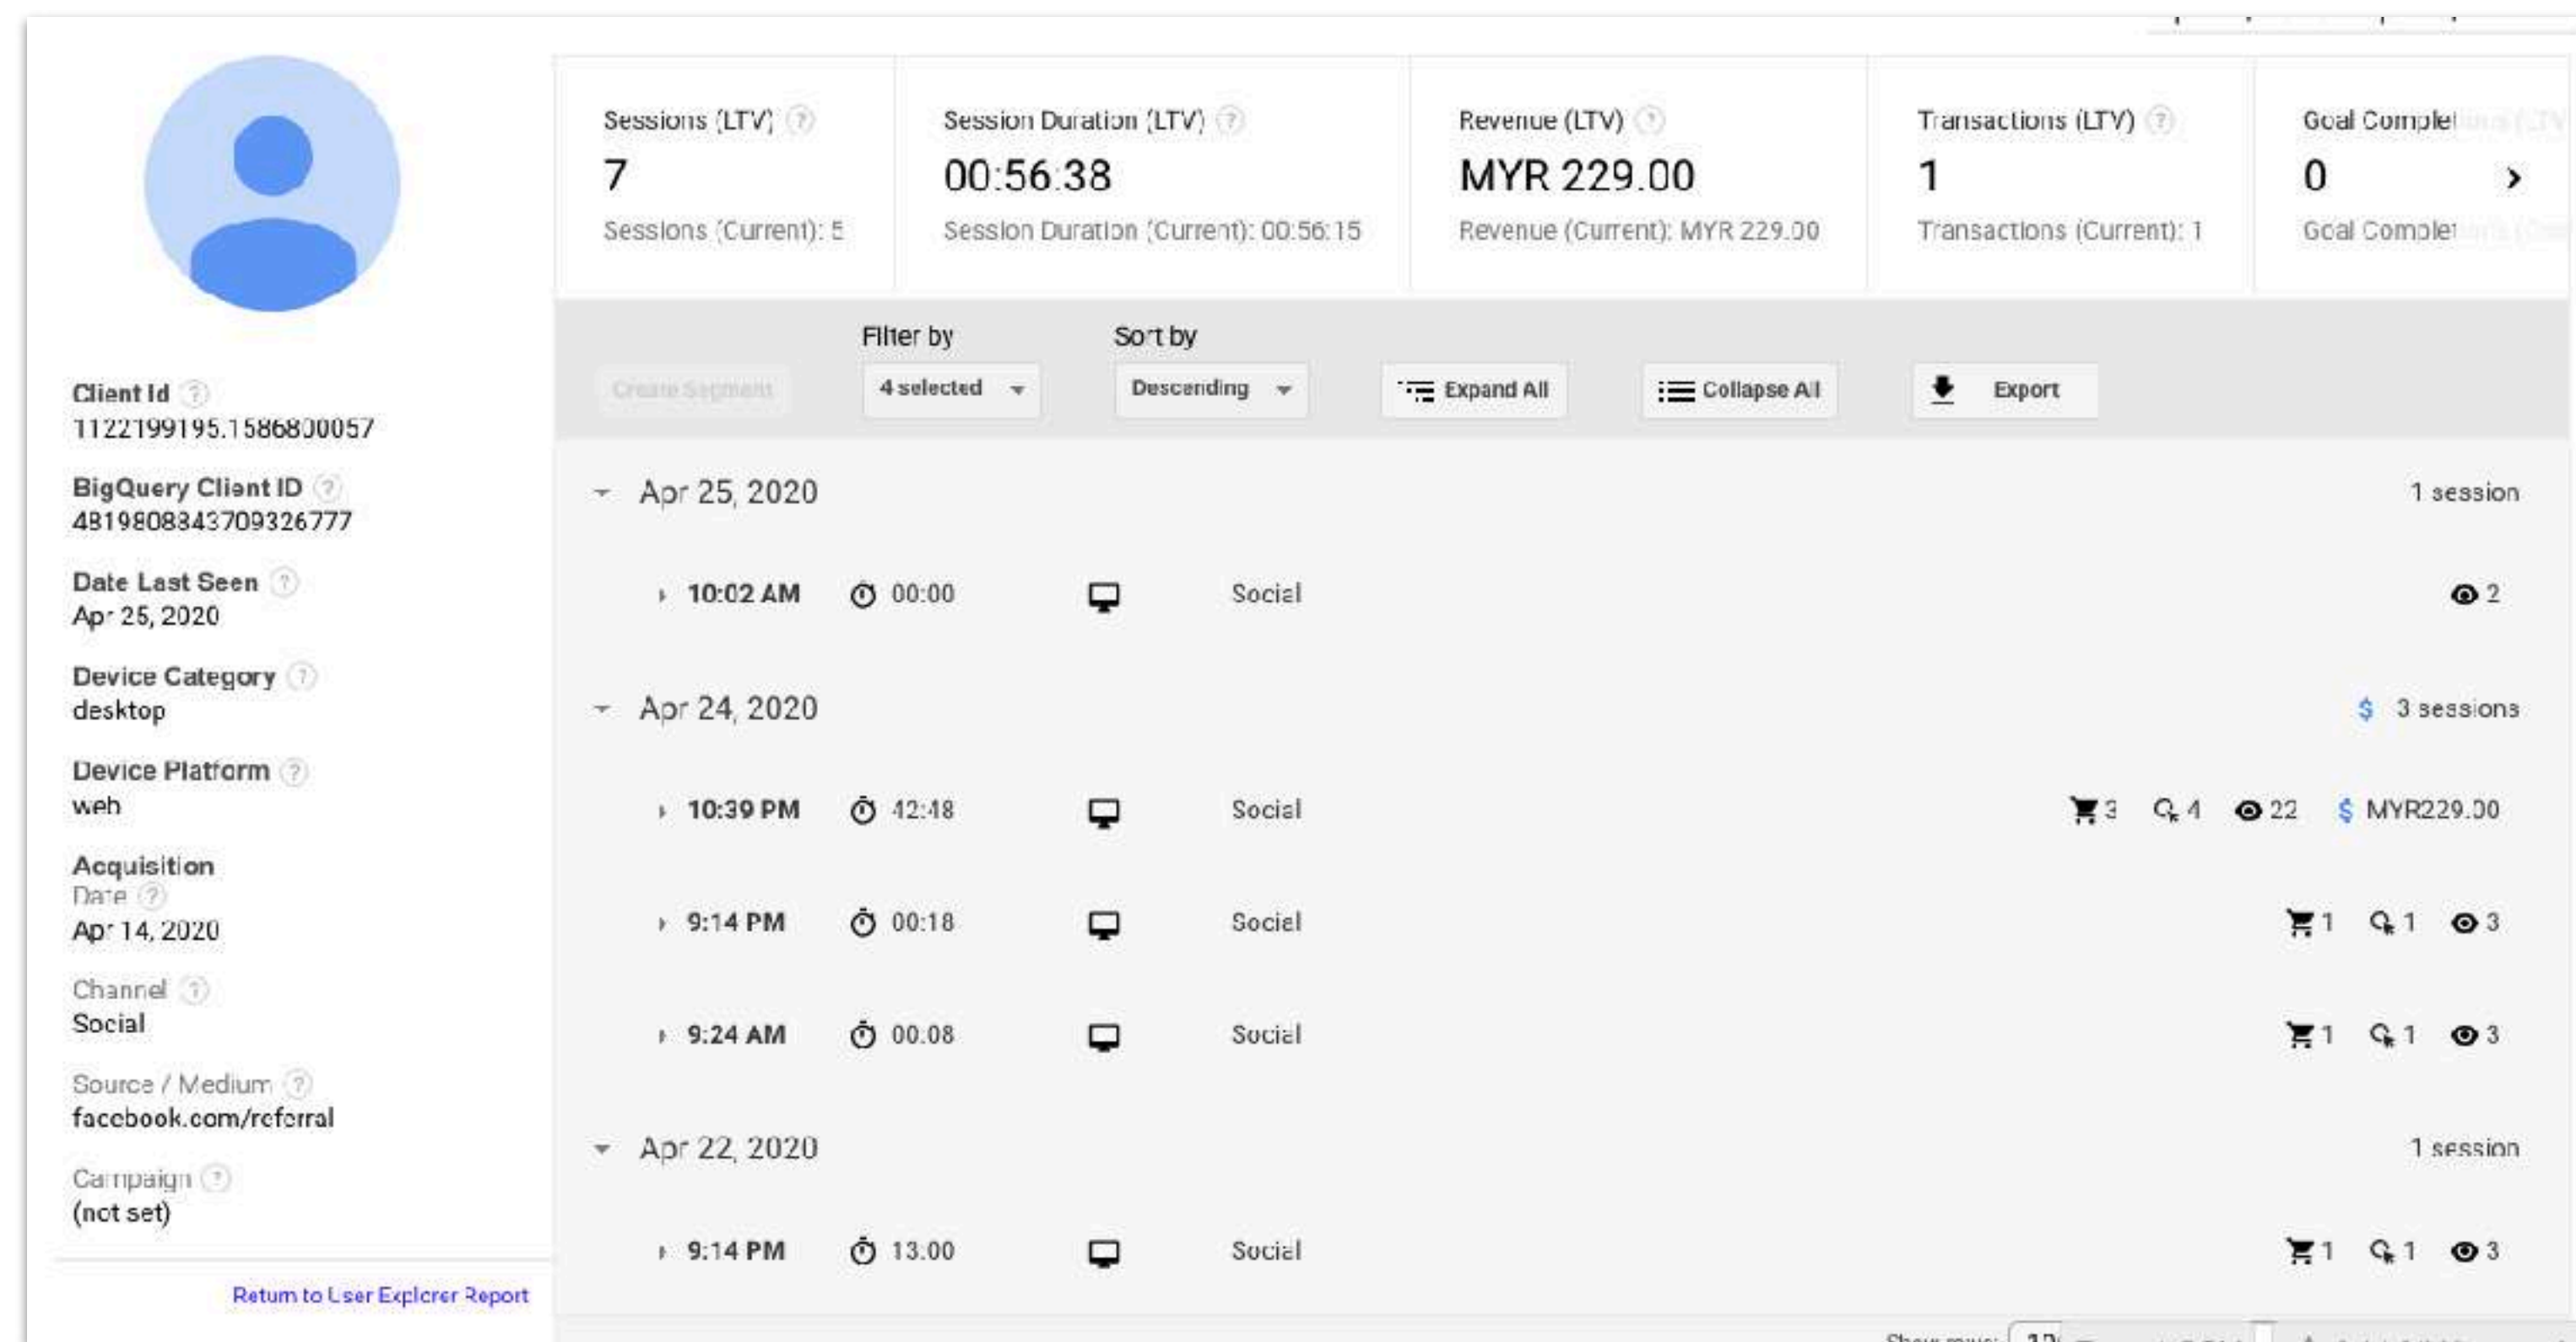 Client Id
1122199195.1586800057
BigQuery Client ID
4819808843709326777
Date Last Seen
Apr 25, 2020
Device Category
desktop
Device Platform
web
Acquisition
Date
Apr 14, 2020
Channel
Social
Source / Medium
facebook.com/referral
Campaign
(not set)
Return to User Explorer Report
Sessions (LTV)
7
Sessions (Current): 5
Session Duration (LTV)
00:56:38
Session Duration (Current): 00:56:15
Revenue (LTV)
MYR 229.00
Revenue (Current): MYR 229.00
Transactions (LTV)
1
Transactions (Current): 1
Goal
0
Goal
Filter by Sort by
Create Segment 4 selected Descending Expand All Collapse All Export
Apr 25, 2020 1 session
10:02 AM 00:00 Social 2
Apr 24, 2020 $ 3 sessions
10:39 PM 42:48 Social 3 4 22 $ MYR229.00
9:14 PM 00:18 Social 1 1 3
9:24 AM 00:08 Social 1 1 3
Apr 22, 2020 1 session
9:14 PM 13:00 Social 1 1 3